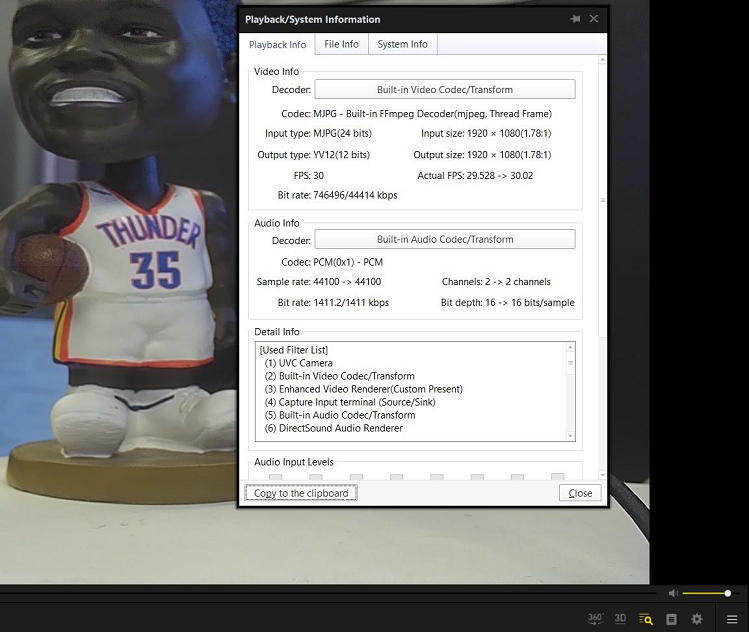 Playback/System Information
Playback Info File Info System Info
Video Info
Decoder: Built-in Video Codec/Transform
Codec: MJPG - Built-in FFmpeg Decoder(mjpeg, Thread Frame)
Input type: MJPG(24 bits) Input size: 1920 × 1080(1.78:1)
Output type: YV12(12 bits) Output size: 1920 × 1080(1.78:1)
FPS: 30 Actual FPS: 29.528 -> 30.02
Bit rate: 746496/44414 kbps
Audio Info
Decoder: Built-in Audio Codec/Transform
Codec: PCM(0x1) - PCM
Sample rate: 44100 -> 44100 Channels: 2 -> 2 channels
Bit rate: 1411.2/1411 kbps Bit depth: 16 -> 16 bits/sample
Detail Info
[Used Filter List]
(1) UVC Camera
(2) Built-in Video Codec/Transform
(3) Enhanced Video Renderer(Custom Present)
(4) Capture Input terminal (Source/Sink)
(5) Built-in Audio Codec/Transform
(6) DirectSound Audio Renderer
Audio Input Levels
Copy to the clipboard Close
THUNDER
35
360° 3D